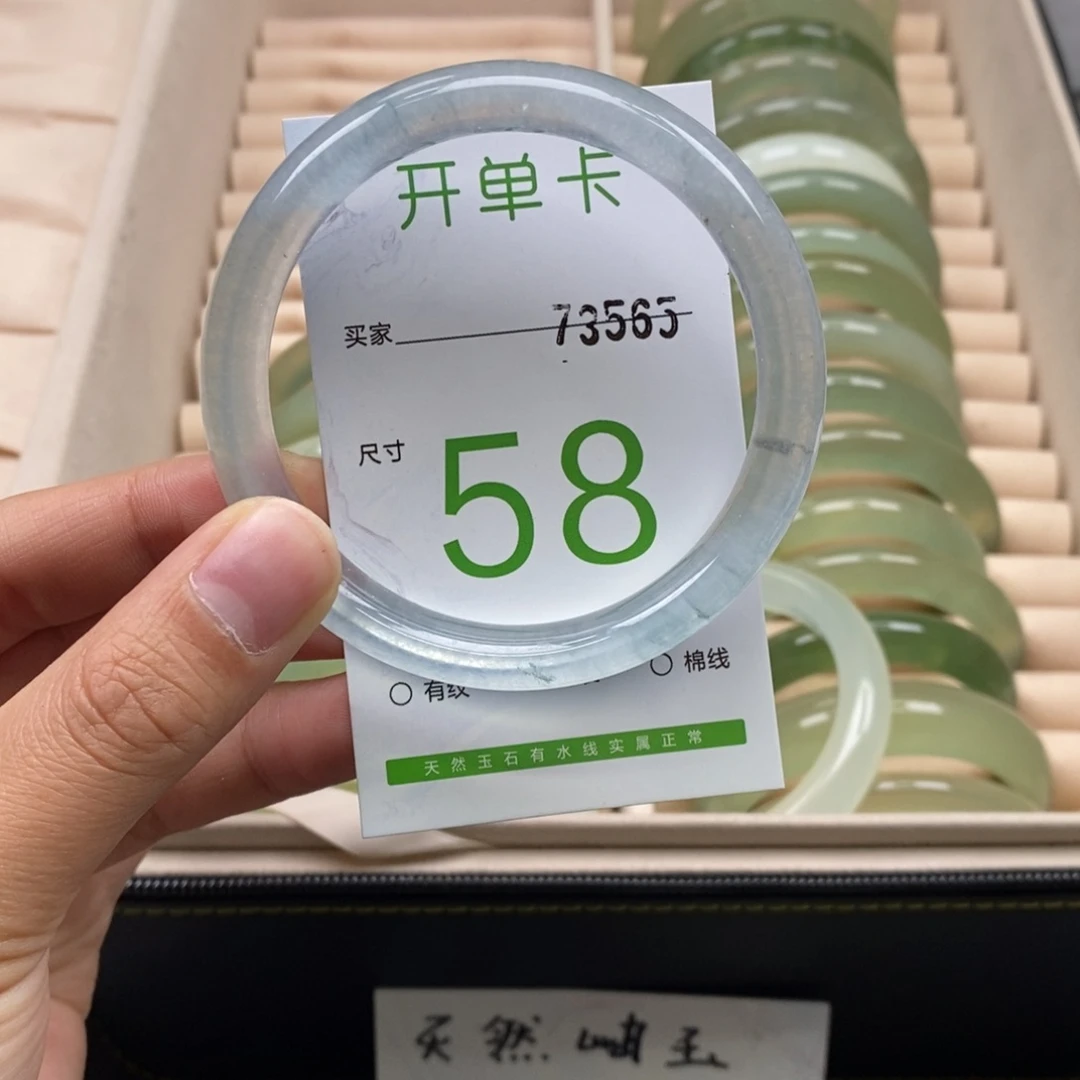 开单卡
买家 73565
尺寸 58
○ 有纹
○ 棉线
天然玉石有水线实属正常
天然岫玉